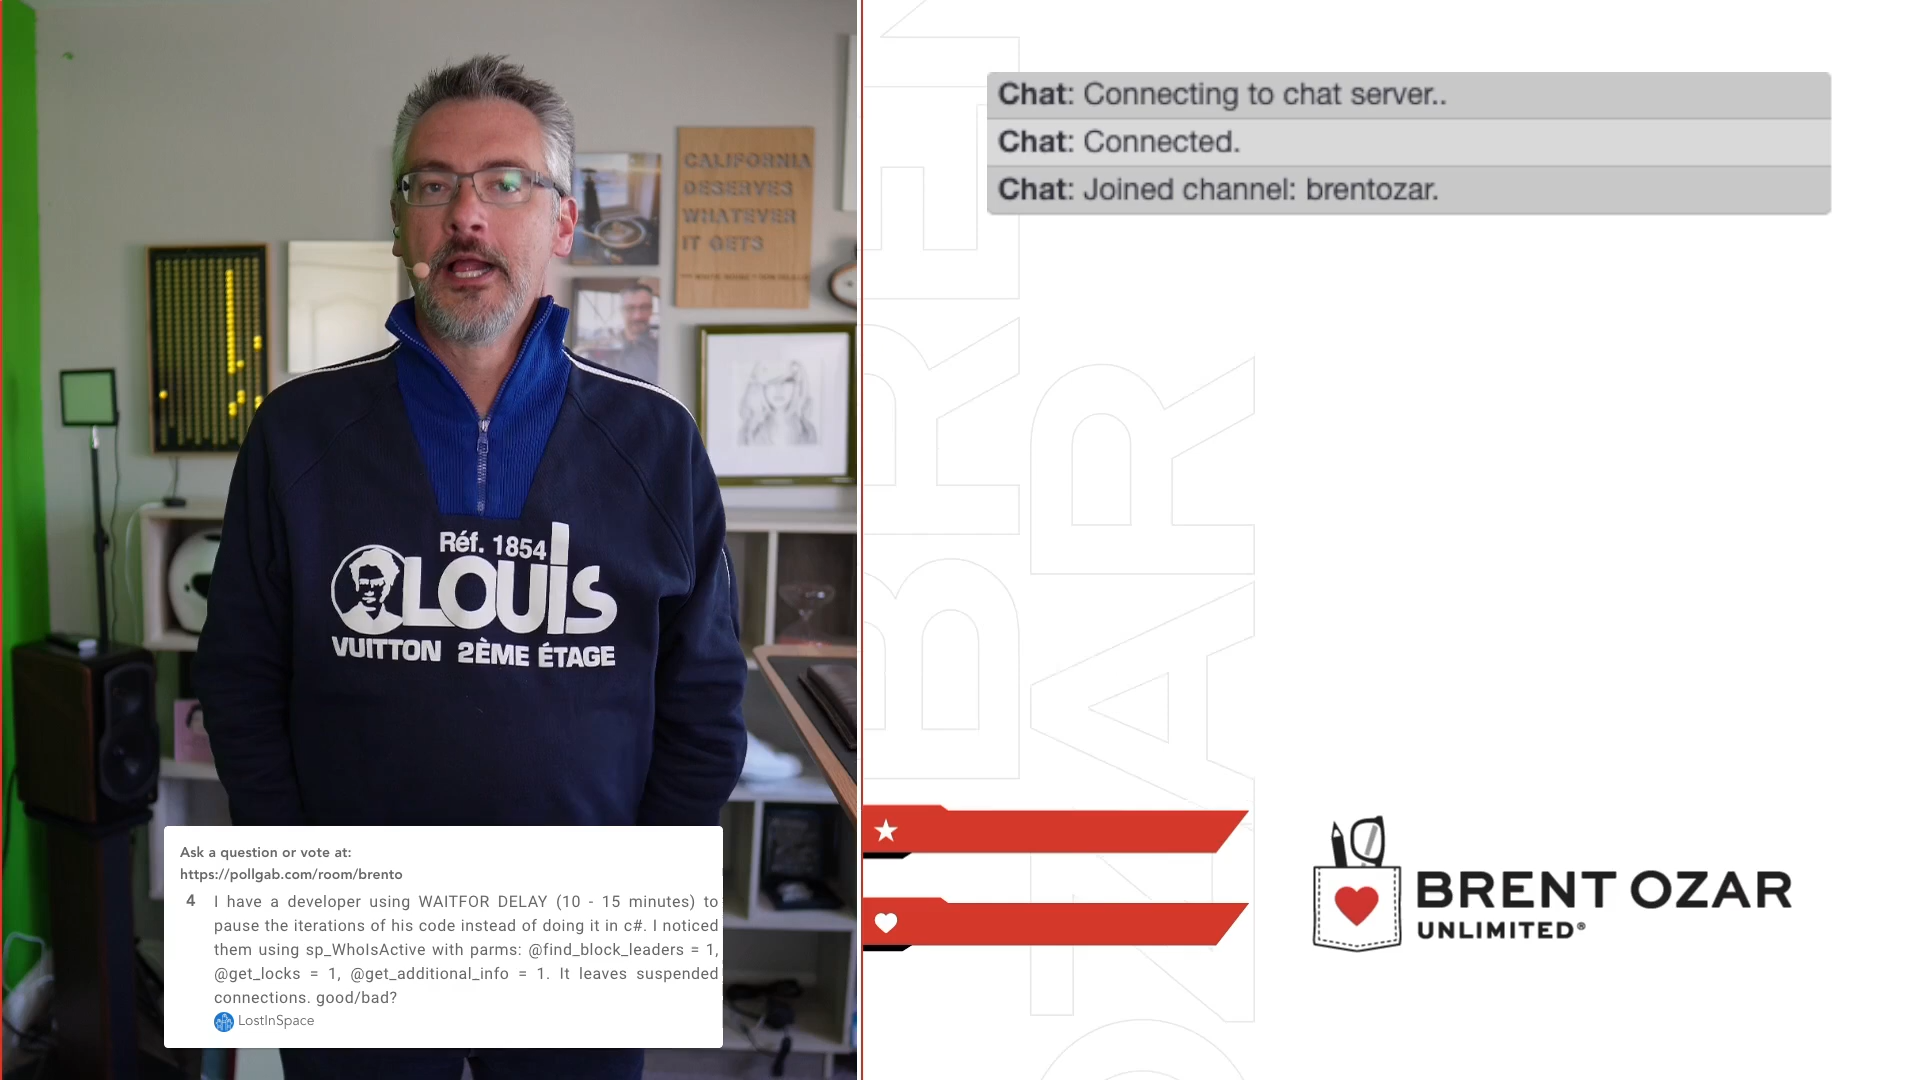 CALIFORNIA
DESERVES
WHATEVER
IT GETS
Réf. 1854
LOUIS
VUITTON 2ÈME ÉTAGE
Ask a question or vote at:
https://pollgab.com/room/brento
4 I have a developer using WAITFOR DELAY (10 - 15 minutes) to
pause the iterations of his code instead of doing it in c#. I noticed
them using sp_WhoIsActive with parms: @find_block_leaders = 1,
@get_locks = 1, @get_additional_info = 1. It leaves suspended
connections. good/bad?
LostInSpace
Chat: Connecting to chat server..
Chat: Connected.
Chat: Joined channel: brentozar.
BRENT OZAR
UNLIMITED®